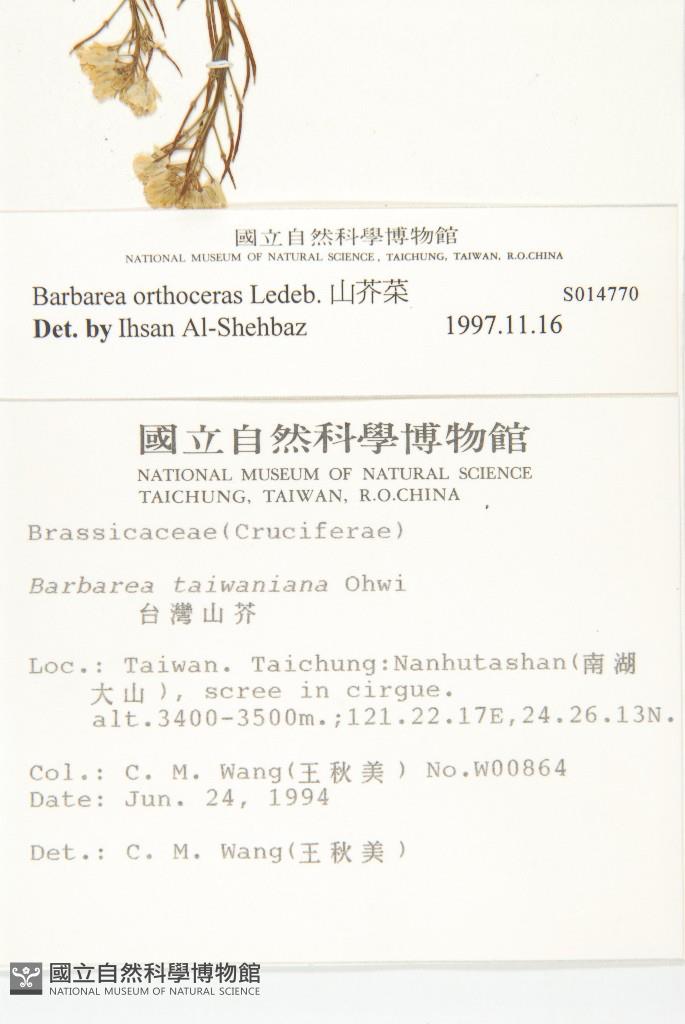 國立自然科學博物館
NATIONAL MUSEUM OF NATURAL SCIENCE, TAICHUNG, TAIWAN, R.O.CHINA
Barbarea orthoceras Ledeb. 山芥菜 S014770
Det. by Ihsan Al-Shehbaz 1997.11.16
國立自然科學博物館
NATIONAL MUSEUM OF NATURAL SCIENCE
TAICHUNG, TAIWAN, R.O.CHINA
Brassicaceae(Cruciferae)
Barbarea taiwaniana Ohwi
台灣山芥
Loc.: Taiwan. Taichung:Nanhutashan(南湖
大山), scree in cirgue.
alt.3400-3500m.;121.22.17E,24.26.13N.
Col.: C. M. Wang(王秋美) No.W00864
Date: Jun. 24, 1994
Det.: C. M. Wang(王秋美)
國立自然科學博物館
NATIONAL MUSEUM OF NATURAL SCIENCE